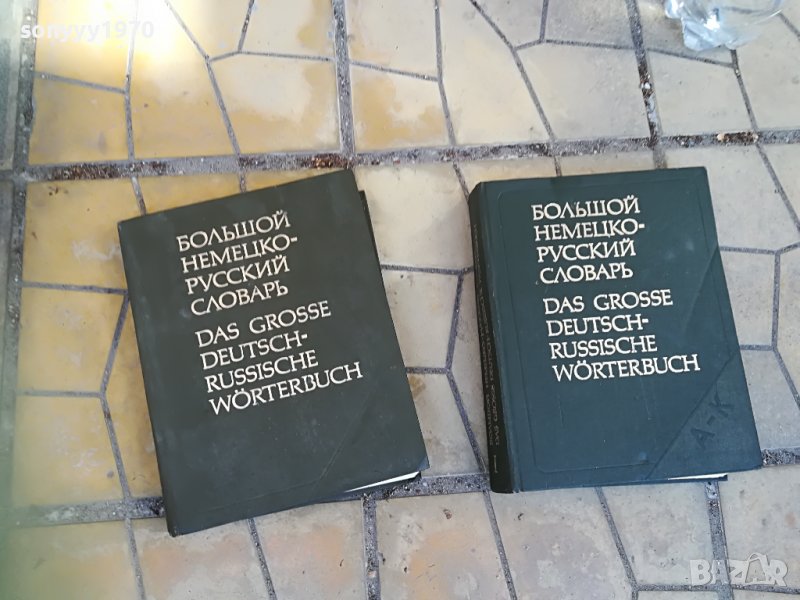 sonyyy1970
БОЛЬШОЙ
НЕМЕЦКО-
РУССКИЙ
СЛОВАРЬ
DAS GROSSE
DEUTSCH-
RUSSISCHE
WÖRTERBUCH
БОЛЬШОЙ
НЕМЕЦКО-
РУССКИЙ
СЛОВАРЬ
DAS GROSSE
DEUTSCH-
RUSSISCHE
WÖRTERBUCH
A-K
BAZAR